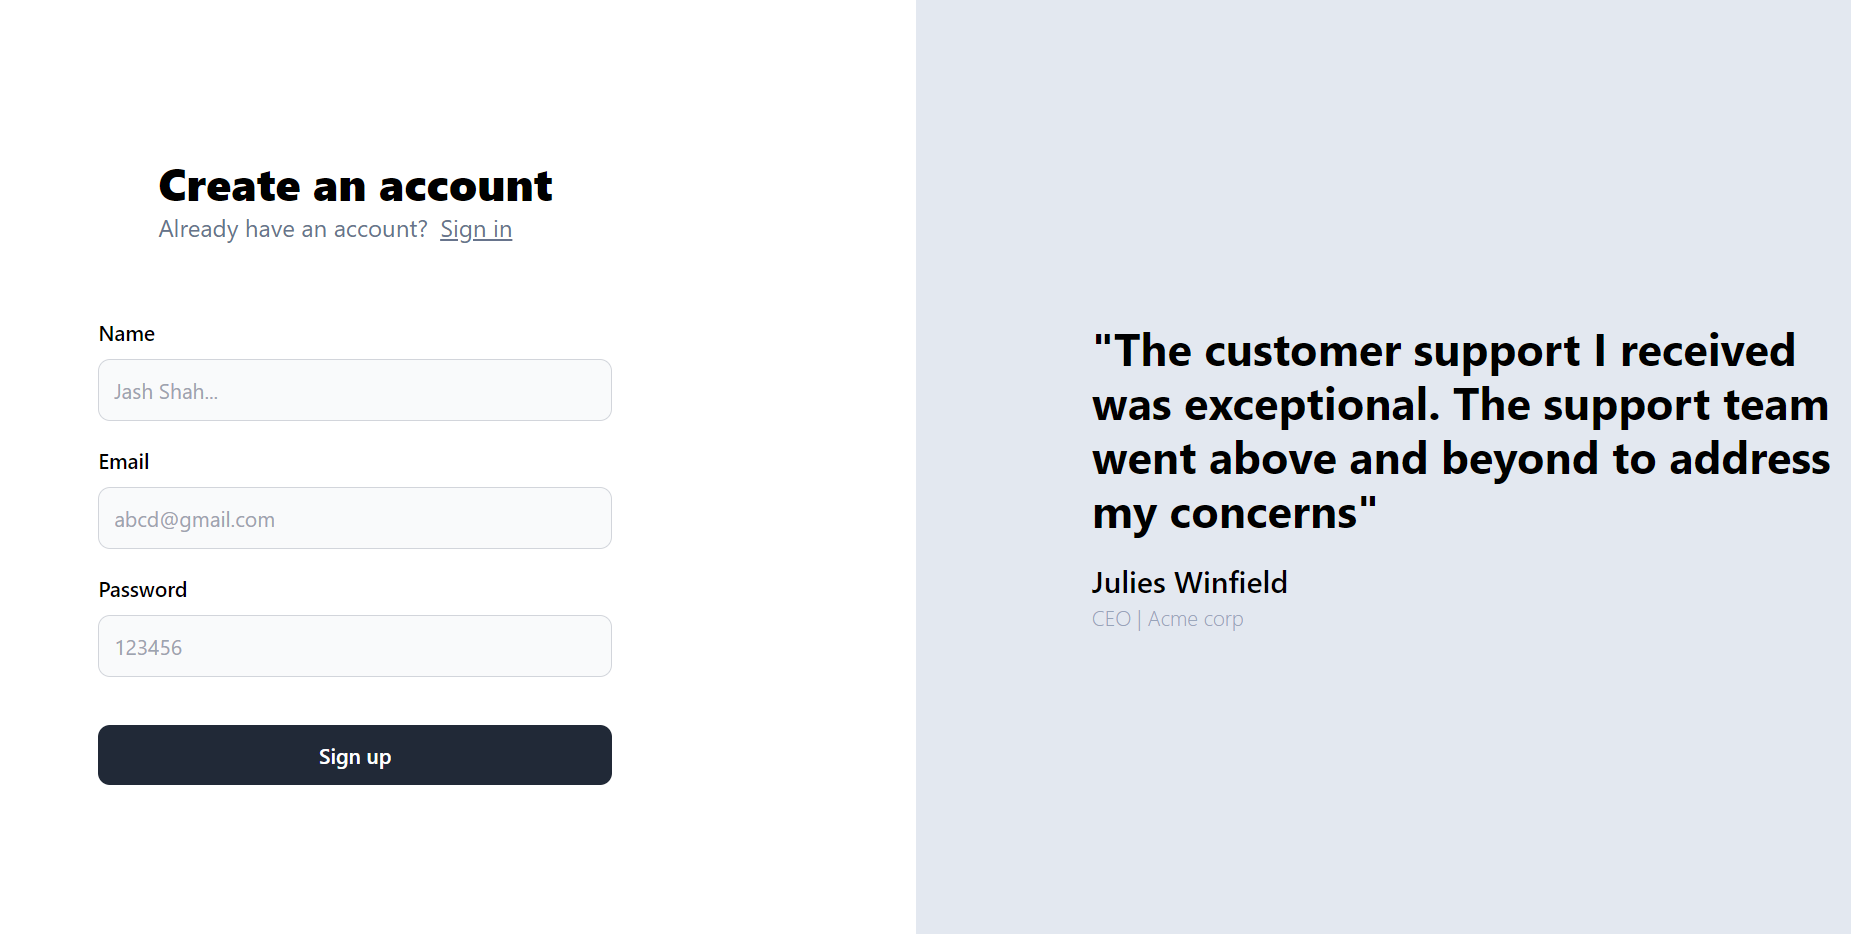 Create an account
Already have an account? Sign in
Name
Jash Shah...
Email
abcd@gmail.com
Password
123456
Sign up
"The customer support I received
was exceptional. The support team
went above and beyond to address
my concerns"
Julies Winfield
CEO | Acme corp